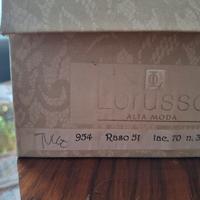 Lorusso
ALTA MODA
954 Raso 51 tac. 70 n. 3